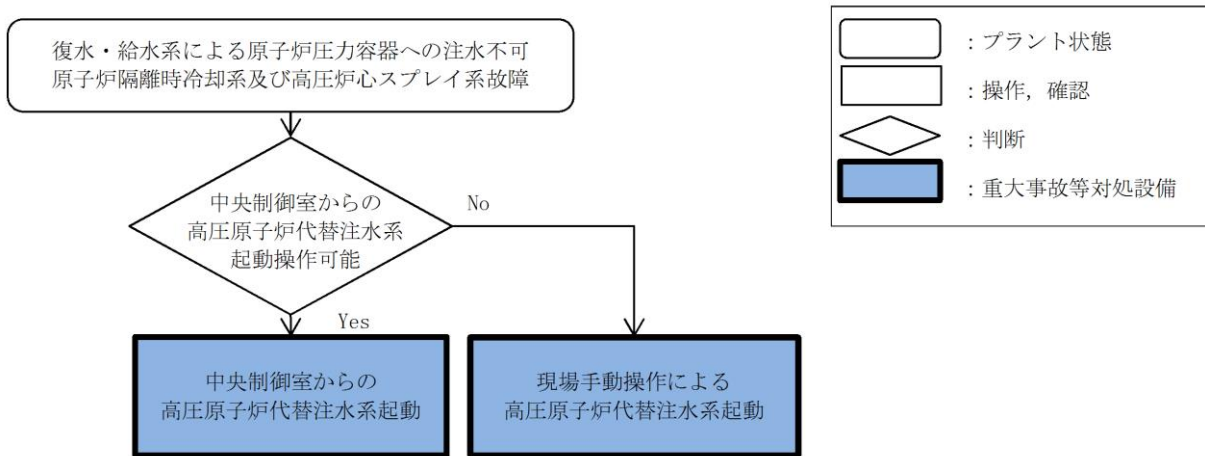 復水・給水系による原子炉圧力容器への注水不可
原子炉隔離時冷却系及び高圧炉心スプレイ系故障
中央制御室からの
高圧原子炉代替注水系
起動操作可能
No
Yes
中央制御室からの
高圧原子炉代替注水系起動
現場手動操作による
高圧原子炉代替注水系起動
：プラント状態
：操作，確認
：判断
：重大事故等対処設備